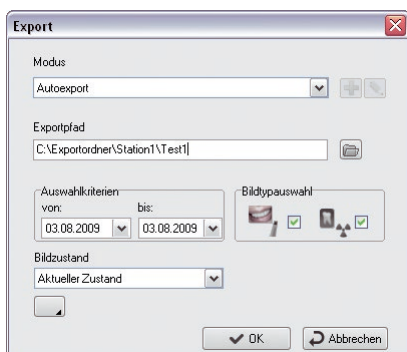 Export
Modus
Autoexport
Exportpfad
C:\Exportordner\Station1\Test1
Auswahlkriterien
von: bis:
03.08.2009 03.08.2009
Bildtypauswahl
Bildzustand
Aktueller Zustand
OK Abbrechen